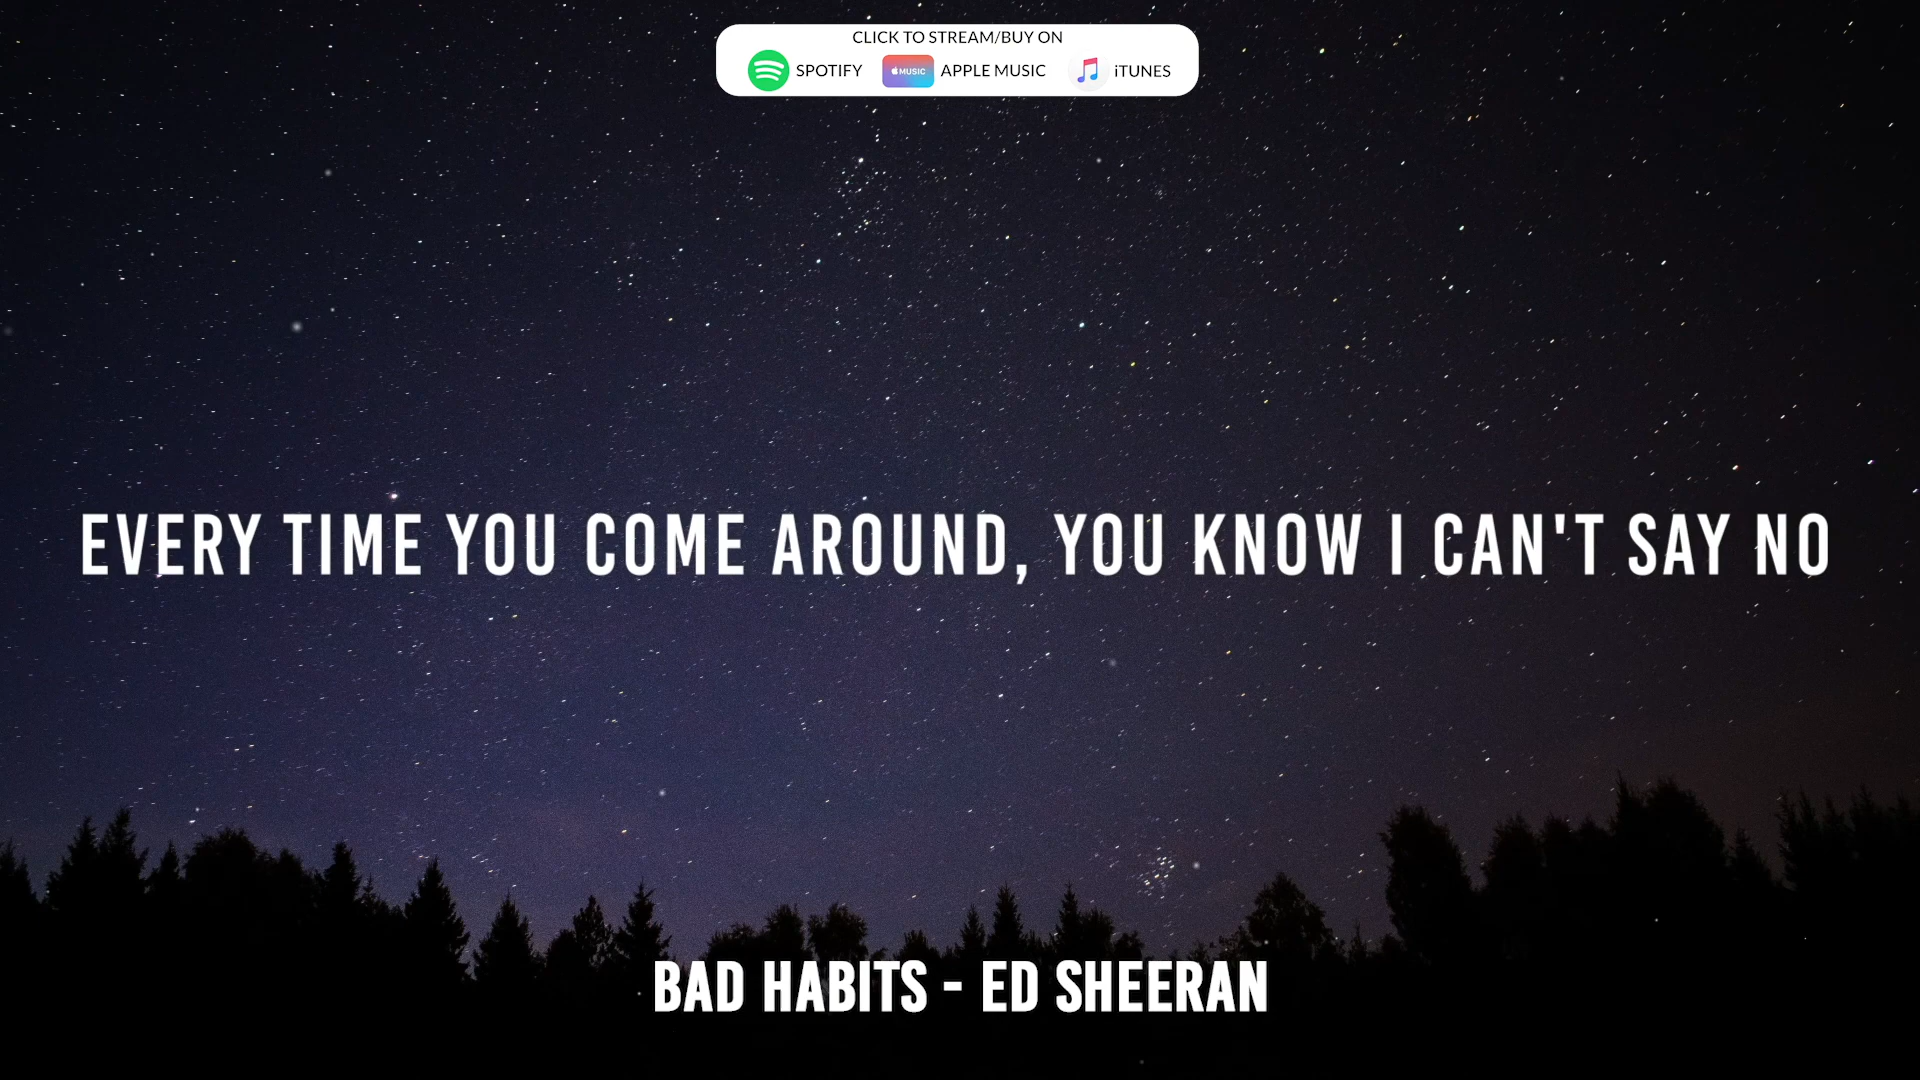 CLICK TO STREAM/BUY ON
SPOTIFY MUSIC APPLE MUSIC iTUNES
EVERY TIME YOU COME AROUND, YOU KNOW I CAN'T SAY NO
BAD HABITS - ED SHEERAN